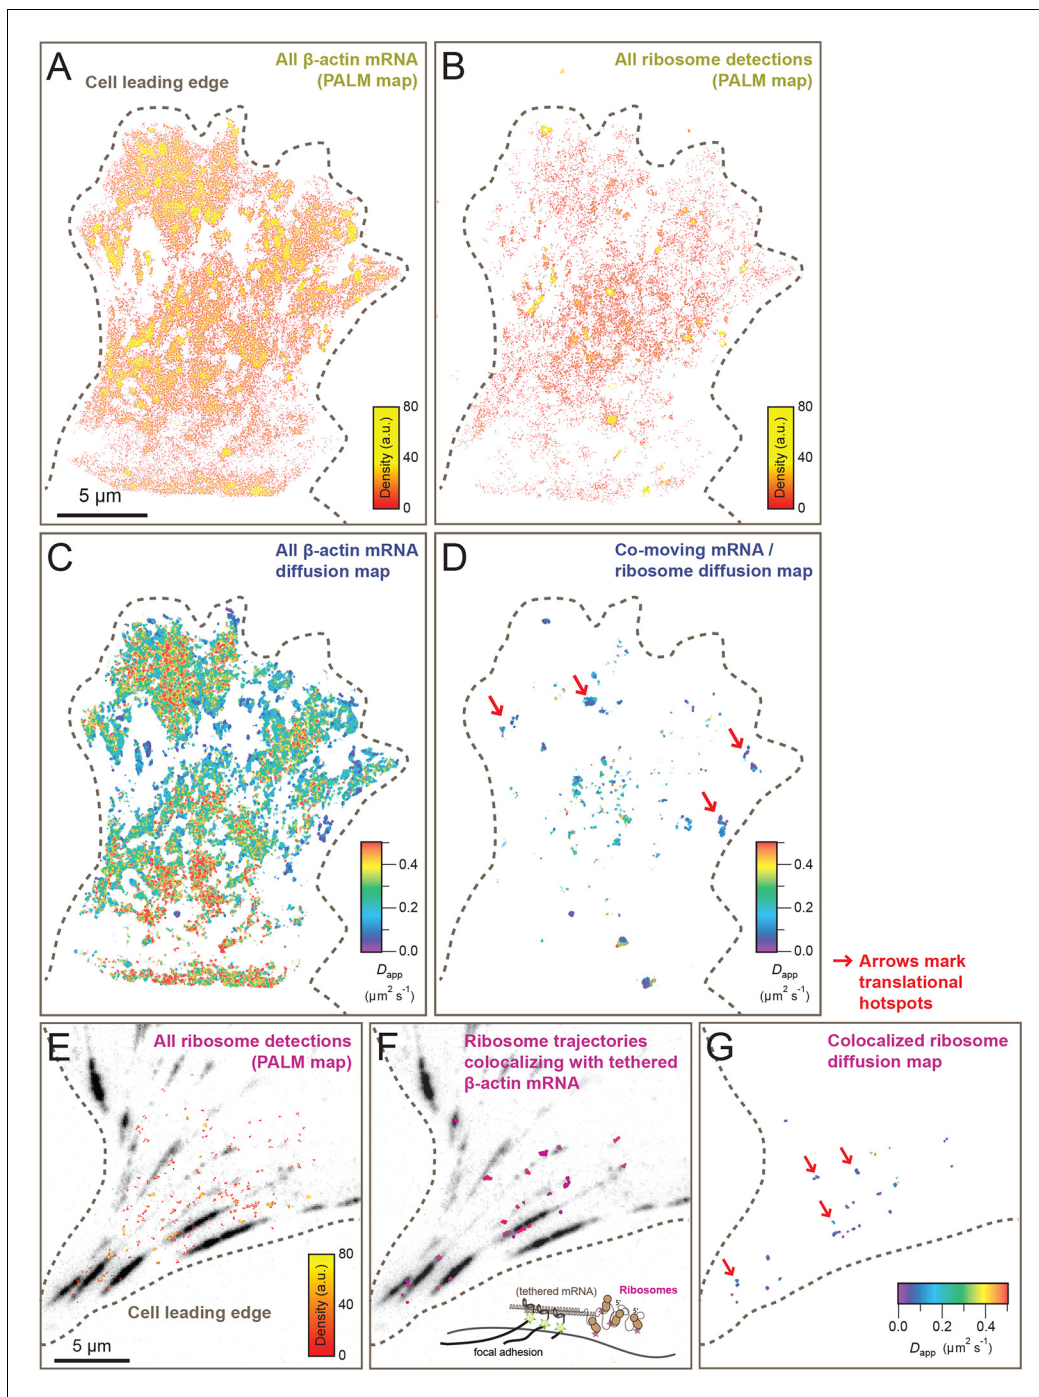 A
All β-actin mRNA
(PALM map)
Cell leading edge
80
40
0
Density (a.u.)
5 μm
B
All ribosome detections
(PALM map)
80
40
0
Density (a.u.)
C
All β-actin mRNA
diffusion map
0.4
0.2
0.0
Dapp
(μm² s⁻¹)
D
Co-moving mRNA /
ribosome diffusion map
0.4
0.2
0.0
Dapp
(μm² s⁻¹)
→ Arrows mark
translational
hotspots
E
All ribosome detections
(PALM map)
80
40
0
Density (a.u.)
Cell leading edge
5 μm
F
Ribosome trajectories
colocalizing with tethered
β-actin mRNA
(tethered mRNA)
Ribosomes
5'
5'
focal adhesion
G
Colocalized ribosome
diffusion map
0.0 0.2 0.4
Dapp (μm² s⁻¹)